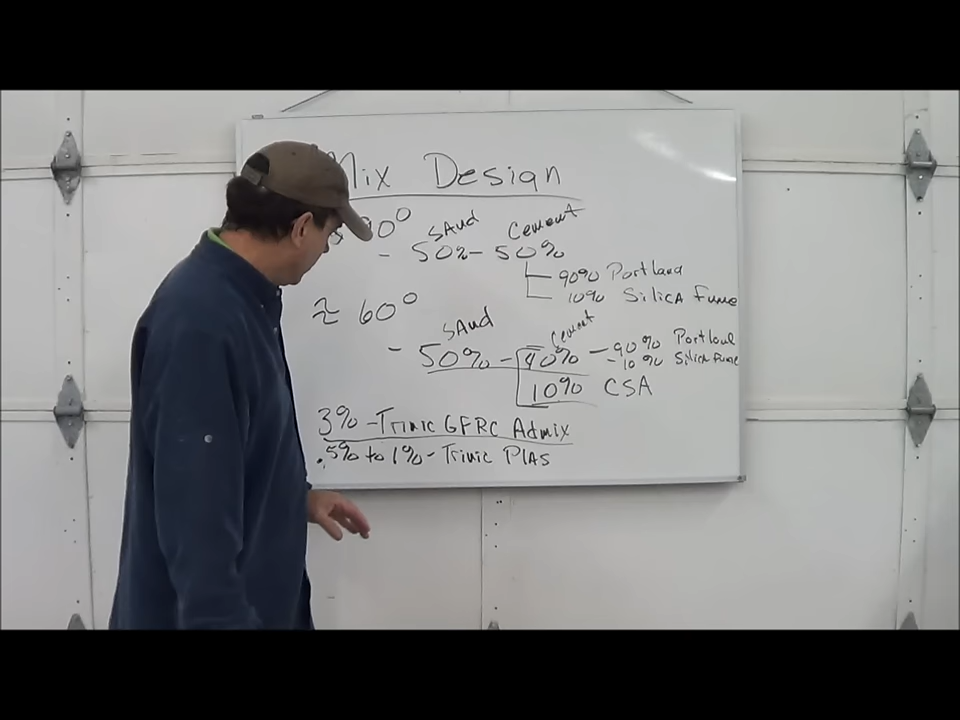 Mix Design
90°
SAnd Cement
- 50% - 50%
90% Portland
10% Silica Fume
≈ 60°
SAnd Cement
- 50% - 40% - 90% Portland
- 10% Silica Fume
10% CSA
3% - Trinic GFRC Admix
.5% to 1% - Trinic PlAS